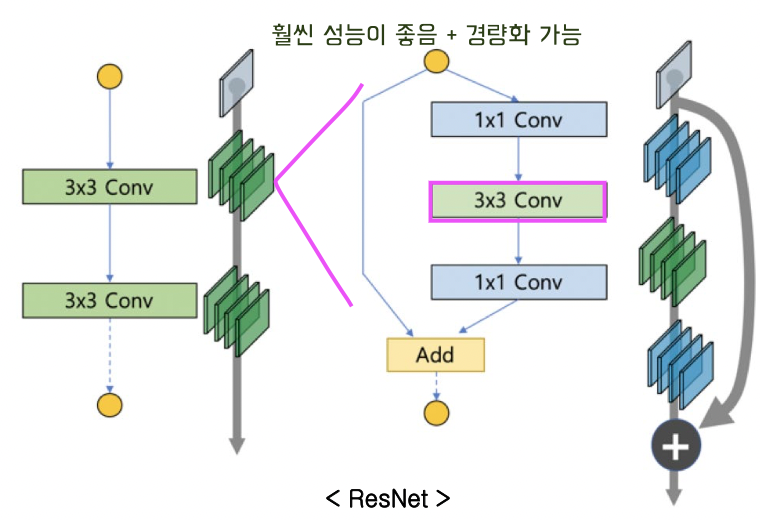 훨씬 성능이 좋음 + 경량화 가능
3x3 Conv
3x3 Conv
1x1 Conv
3x3 Conv
1x1 Conv
Add
+
< ResNet >